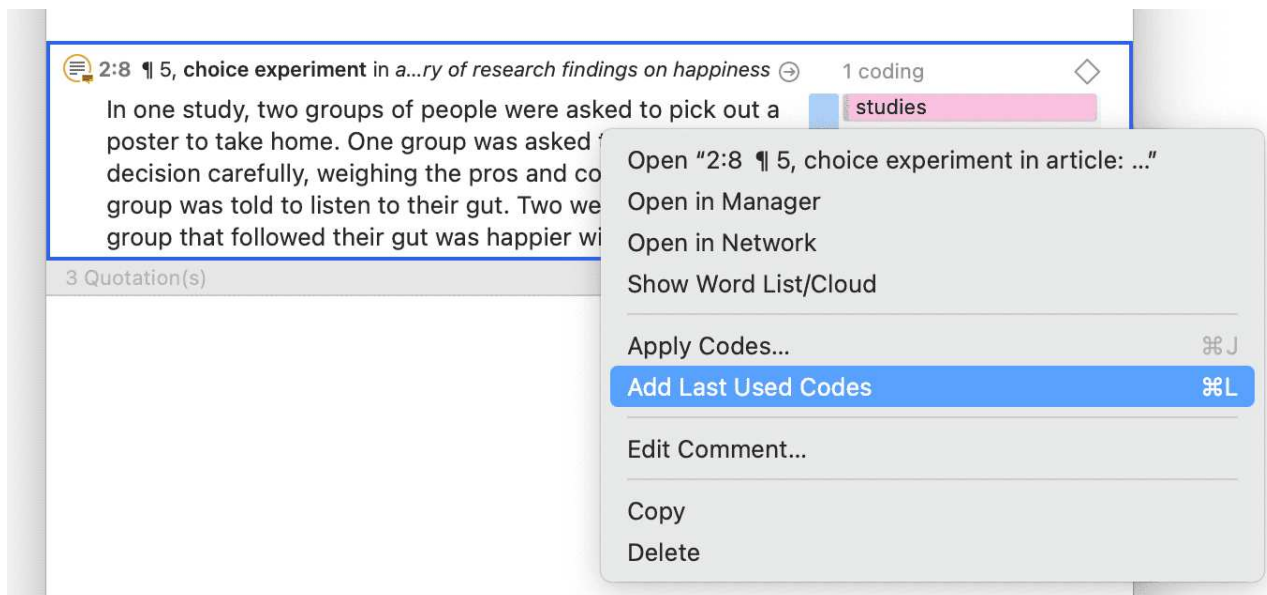 2:8 ¶ 5, choice experiment in a...ry of research findings on happiness
1 coding
In one study, two groups of people were asked to pick out a
studies
poster to take home. One group was asked
decision carefully, weighing the pros and co
group was told to listen to their gut. Two we
group that followed their gut was happier wi
3 Quotation(s)
Open “2:8 ¶ 5, choice experiment in article: ...”
Open in Manager
Open in Network
Show Word List/Cloud
Apply Codes... ⌘J
Add Last Used Codes ⌘L
Edit Comment...
Copy
Delete